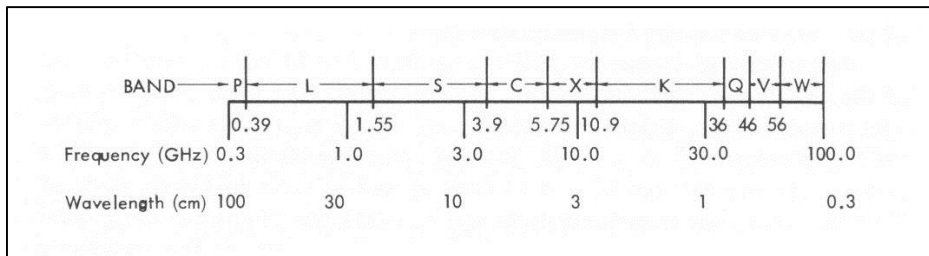 BAND P L S C X K Q V W
0.39 1.55 3.9 5.75 10.9 36 46 56
Frequency (GHz) 0.3 1.0 3.0 10.0 30.0 100.0
Wavelength (cm) 100 30 10 3 1 0.3